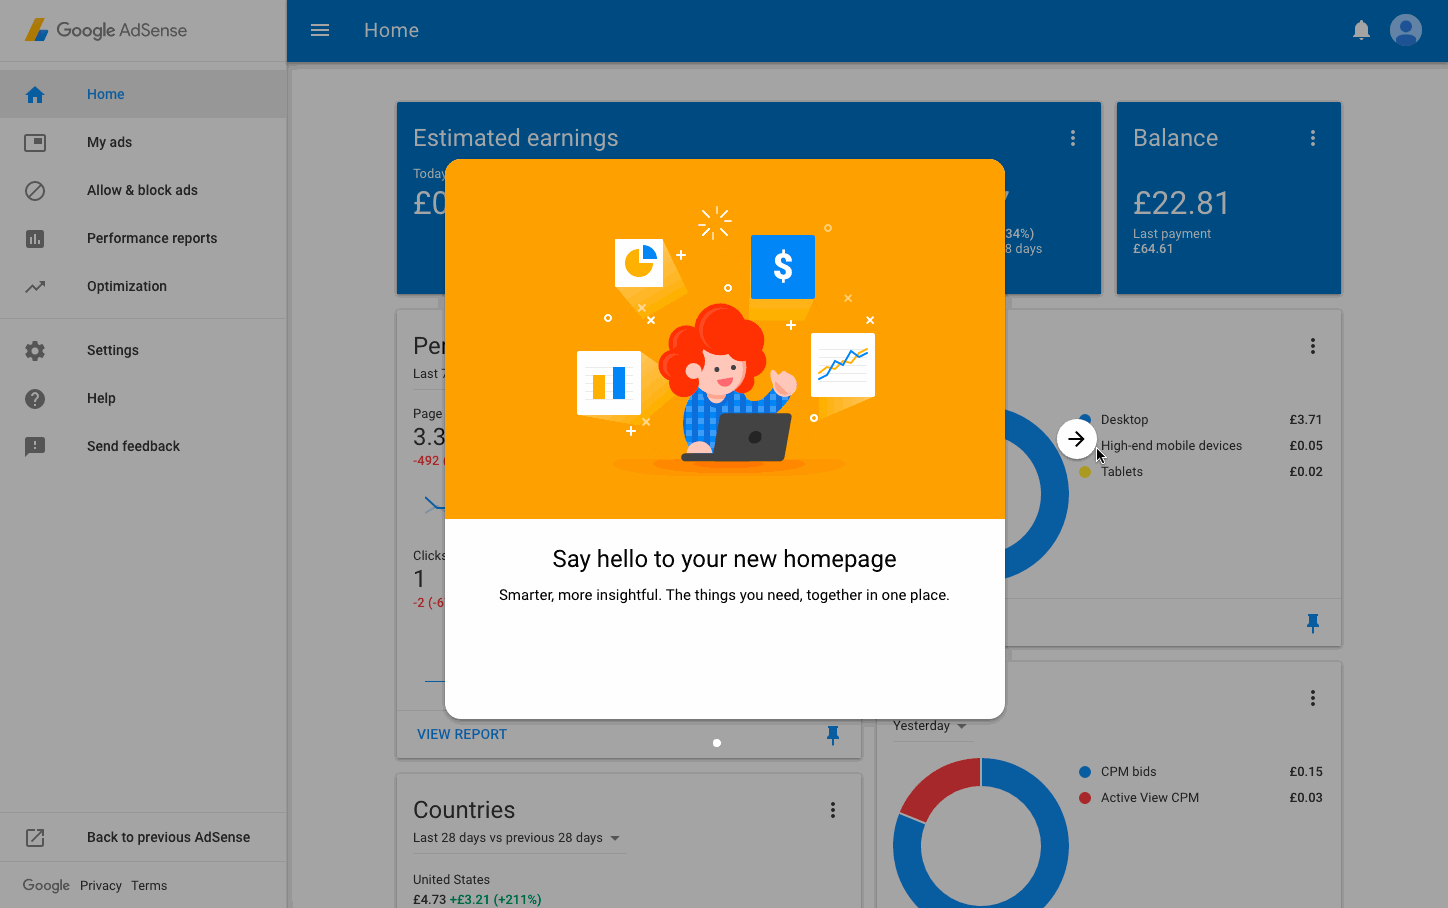 Google AdSense
Home
Home
My ads
Allow & block ads
Performance reports
Optimization
Settings
Help
Send feedback
Back to previous AdSense
Google Privacy Terms
Estimated earnings
Today
£0
34%)
8 days
Balance
£22.81
Last payment
£64.61
Last 7
Page
3.3
-492
Clicks
1
-2 (-6
VIEW REPORT
Desktop £3.71
High-end mobile devices £0.05
Tablets £0.02
$
Say hello to your new homepage
Smarter, more insightful. The things you need, together in one place.
Yesterday
CPM bids £0.15
Active View CPM £0.03
Countries
Last 28 days vs previous 28 days
United States
£4.73 +£3.21 (+211%)